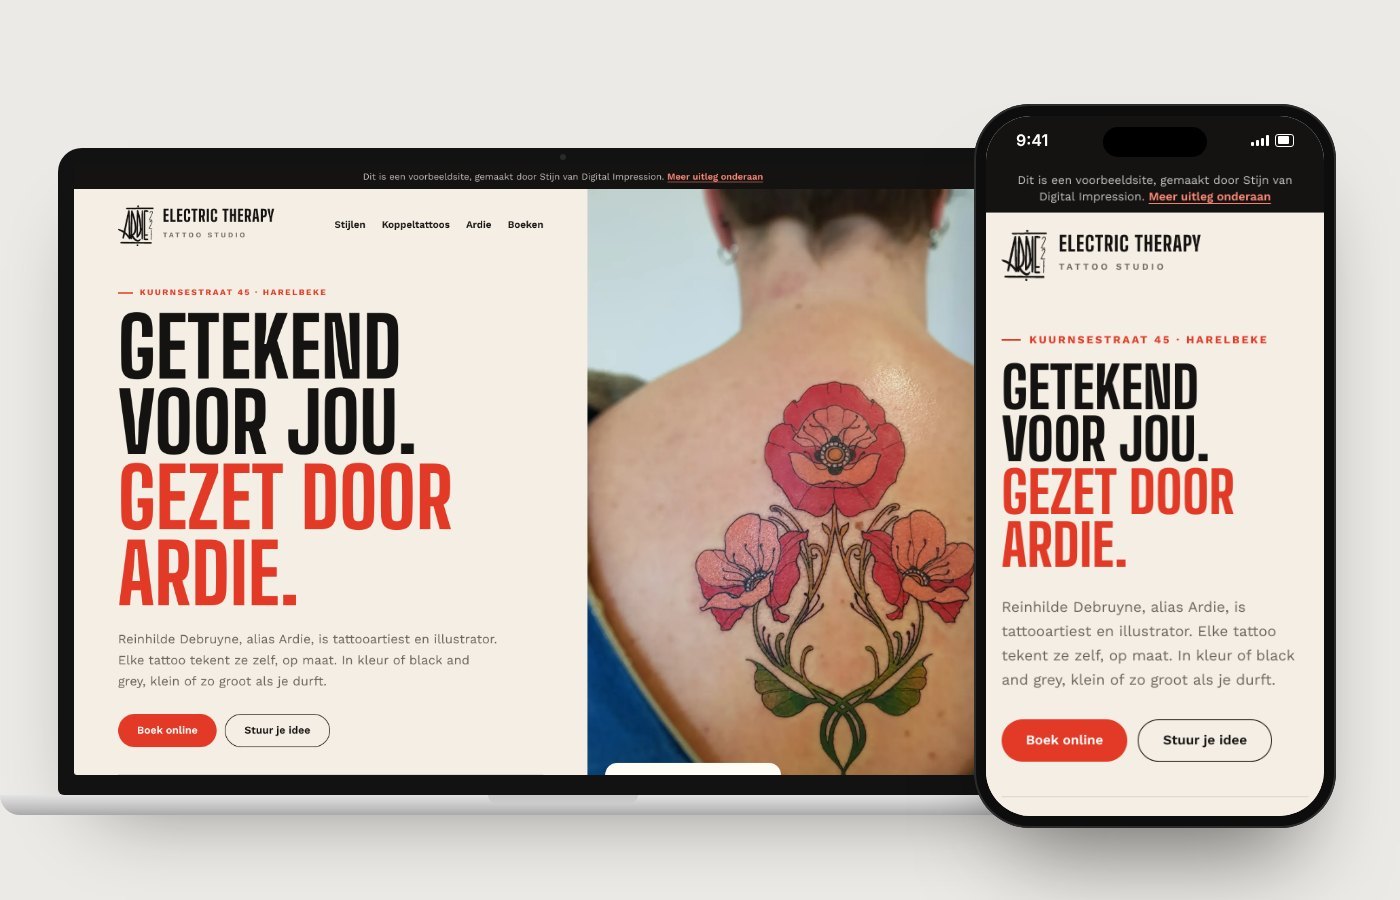 Dit is een voorbeeldsite, gemaakt door Stijn van Digital Impression. Meer uitleg onderaan
ARDIE
ELECTRIC THERAPY
TATTOO STUDIO
Stijlen Koppeltattoos Ardie Boeken
KUURNSESTRAAT 45 · HARELBEKE
GETEKEND
VOOR JOU.
GEZET DOOR
ARDIE.
Reinhilde Debruyne, alias Ardie, is tattooartiest en illustrator.
Elke tattoo tekent ze zelf, op maat. In kleur of black and
grey, klein of zo groot als je durft.
Boek online Stuur je idee
9:41
Dit is een voorbeeldsite, gemaakt door Stijn van
Digital Impression. Meer uitleg onderaan
ARDIE
ELECTRIC THERAPY
TATTOO STUDIO
KUURNSESTRAAT 45 · HARELBEKE
GETEKEND
VOOR JOU.
GEZET DOOR
ARDIE.
Reinhilde Debruyne, alias Ardie, is
tattooartiest en illustrator. Elke tattoo
tekent ze zelf, op maat. In kleur of black
and grey, klein of zo groot als je durft.
Boek online Stuur je idee